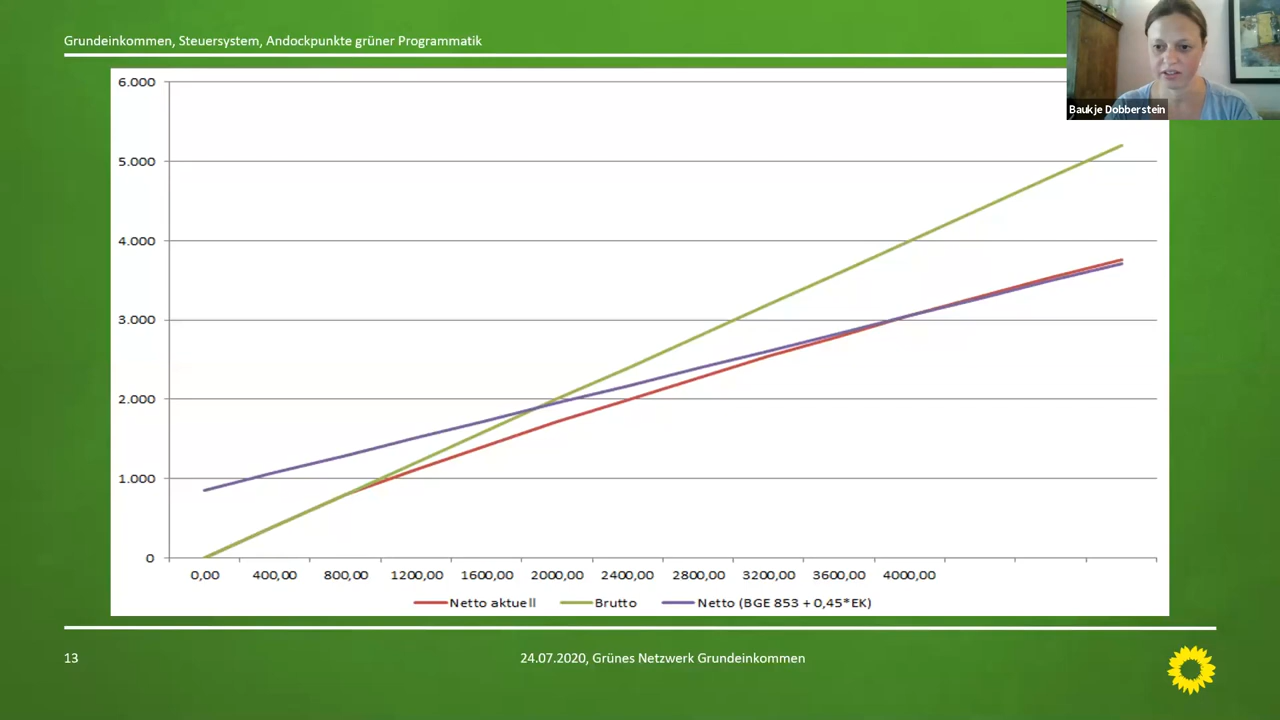 Grundeinkommen, Steuersystem, Andockpunkte grüner Programmatik
Baukje Dobberstein
6.000
5.000
4.000
3.000
2.000
1.000
0
0,00 400,00 800,00 1200,00 1600,00 2000,00 2400,00 2800,00 3200,00 3600,00 4000,00
Netto aktuell Brutto Netto (BGE 853 + 0,45*EK)
13 24.07.2020, Grünes Netzwerk Grundeinkommen